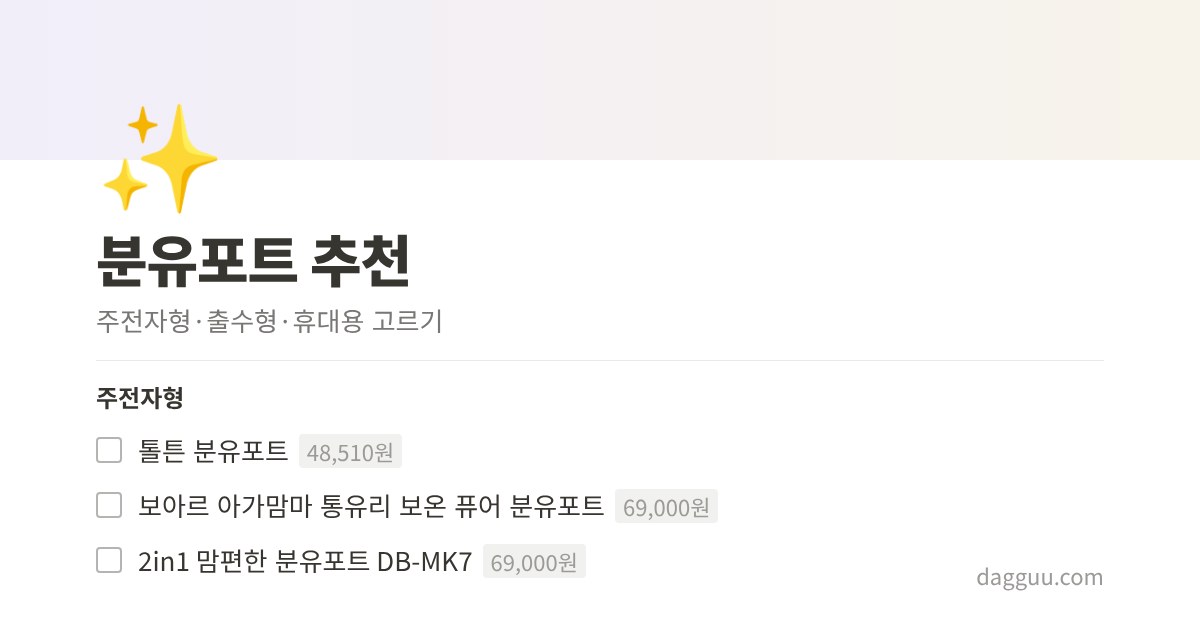 분유포트 추천
주전자형·출수형·휴대용 고르기
주전자형
톨튼 분유포트 48,510원
보아르 아가맘마 통유리 보온 퓨어 분유포트 69,000원
2in1 맘편한 분유포트 DB-MK7 69,000원
dagguu.com